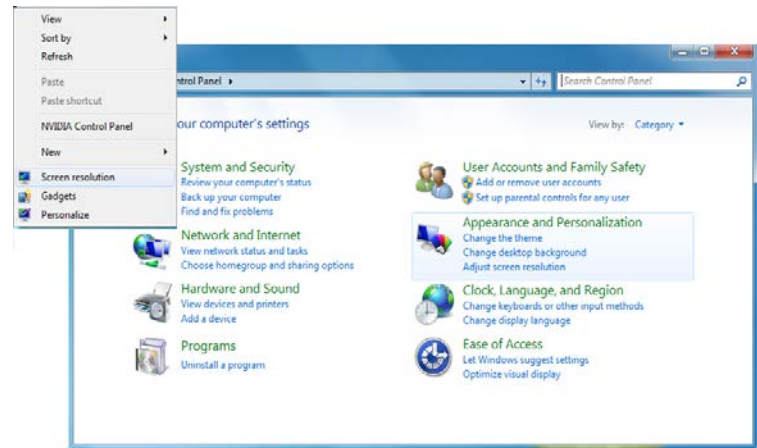 View
Sort by
Refresh
Paste
Paste shortcut
NVIDIA Control Panel
New
Screen resolution
Gadgets
Personalize
ntrol Panel
Search Control Panel
our computer's settings
View by: Category
System and Security
Review your computer's status
Back up your computer
Find and fix problems
Network and Internet
View network status and tasks
Choose homegroup and sharing options
Hardware and Sound
View devices and printers
Add a device
Programs
Uninstall a program
User Accounts and Family Safety
Add or remove user accounts
Set up parental controls for any user
Appearance and Personalization
Change the theme
Change desktop background
Adjust screen resolution
Clock, Language, and Region
Change keyboards or other input methods
Change display language
Ease of Access
Let Windows suggest settings
Optimize visual display